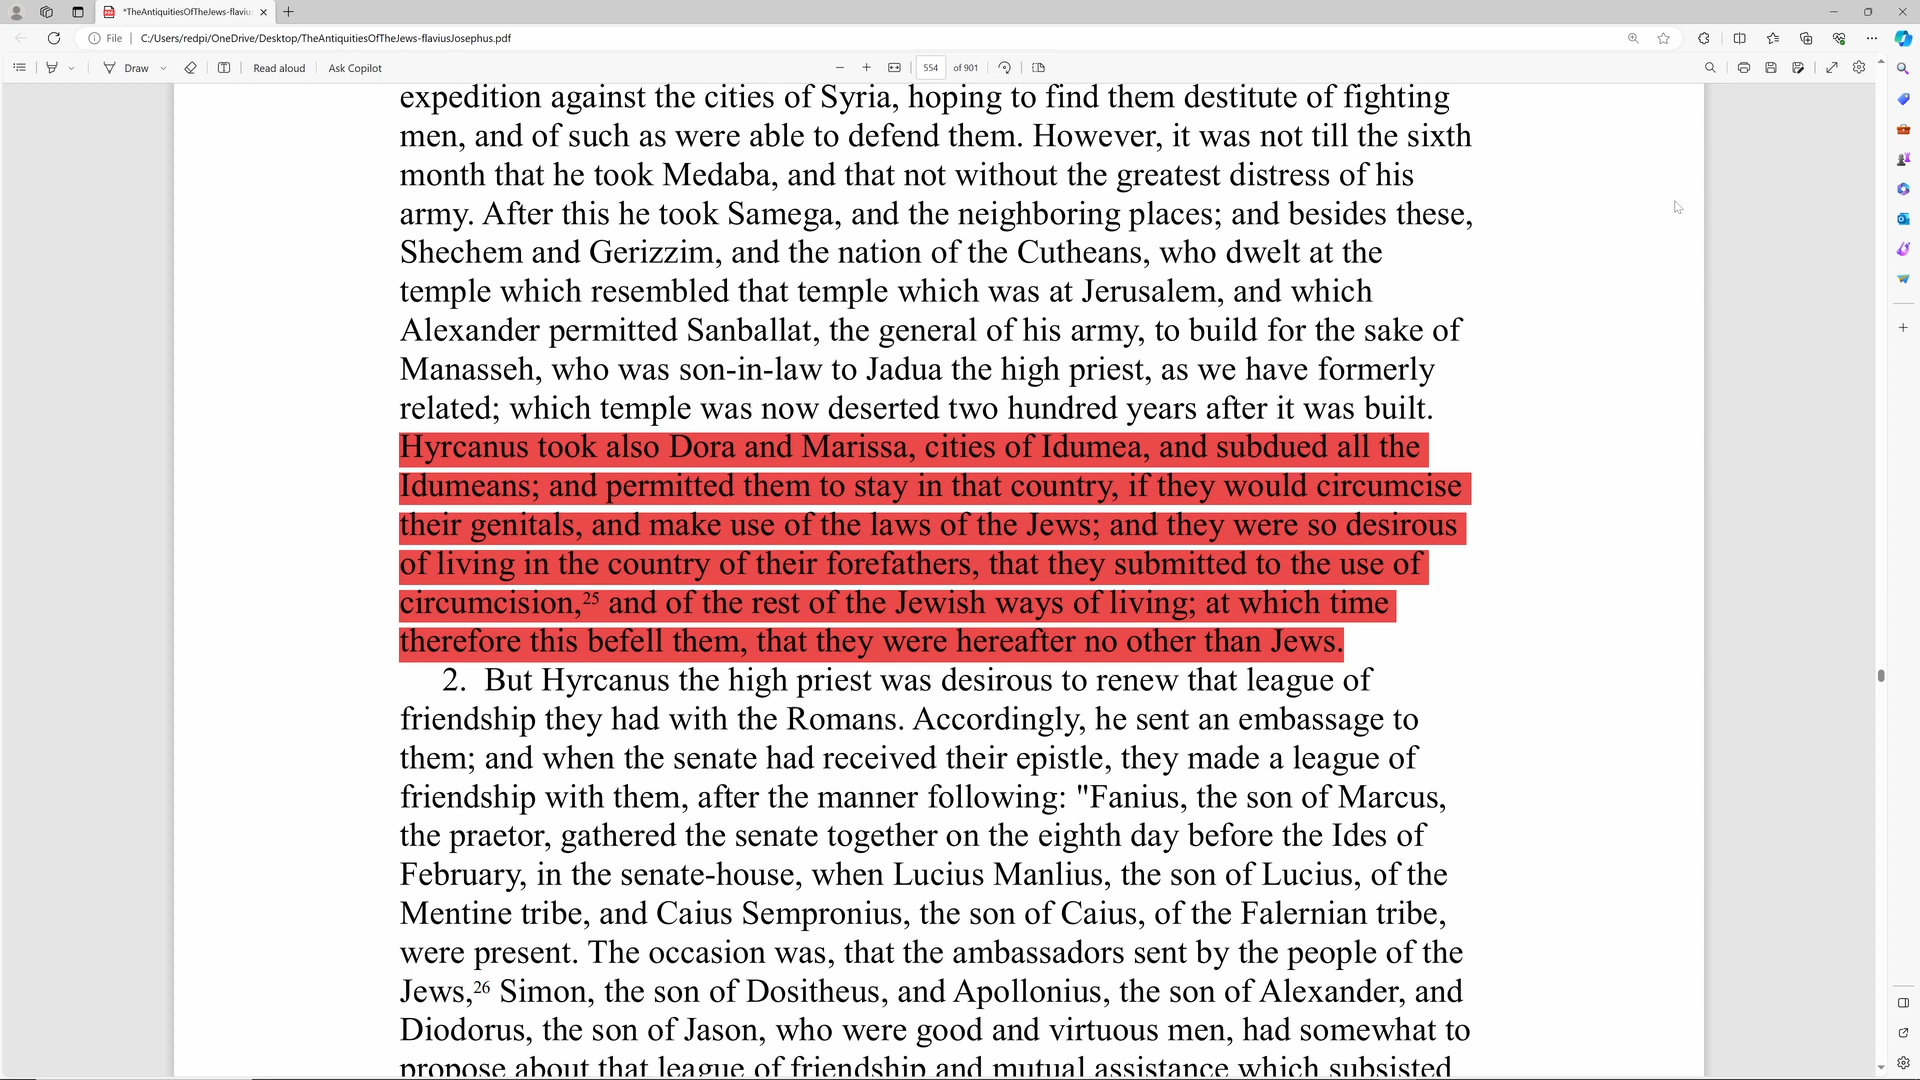 *TheAntiquitiesOfTheJews-flaviu
File
C:/Users/redpi/OneDrive/Desktop/TheAntiquitiesOfTheJews-flaviusJosephus.pdf
Draw
Read aloud
Ask Copilot
554 of 901
expedition against the cities of Syria, hoping to find them destitute of fighting
men, and of such as were able to defend them. However, it was not till the sixth
month that he took Medaba, and that not without the greatest distress of his
army. After this he took Samega, and the neighboring places; and besides these,
Shechem and Gerizzim, and the nation of the Cutheans, who dwelt at the
temple which resembled that temple which was at Jerusalem, and which
Alexander permitted Sanballat, the general of his army, to build for the sake of
Manasseh, who was son-in-law to Jadua the high priest, as we have formerly
related; which temple was now deserted two hundred years after it was built.
Hyrcanus took also Dora and Marissa, cities of Idumea, and subdued all the
Idumeans; and permitted them to stay in that country, if they would circumcise
their genitals, and make use of the laws of the Jews; and they were so desirous
of living in the country of their forefathers, that they submitted to the use of
circumcision,25 and of the rest of the Jewish ways of living; at which time
therefore this befell them, that they were hereafter no other than Jews.
2. But Hyrcanus the high priest was desirous to renew that league of
friendship they had with the Romans. Accordingly, he sent an embassage to
them; and when the senate had received their epistle, they made a league of
friendship with them, after the manner following: "Fanius, the son of Marcus,
the praetor, gathered the senate together on the eighth day before the Ides of
February, in the senate-house, when Lucius Manlius, the son of Lucius, of the
Mentine tribe, and Caius Sempronius, the son of Caius, of the Falernian tribe,
were present. The occasion was, that the ambassadors sent by the people of the
Jews,26 Simon, the son of Dositheus, and Apollonius, the son of Alexander, and
Diodorus, the son of Jason, who were good and virtuous men, had somewhat to
propose about that league of friendship and mutual assistance which subsisted